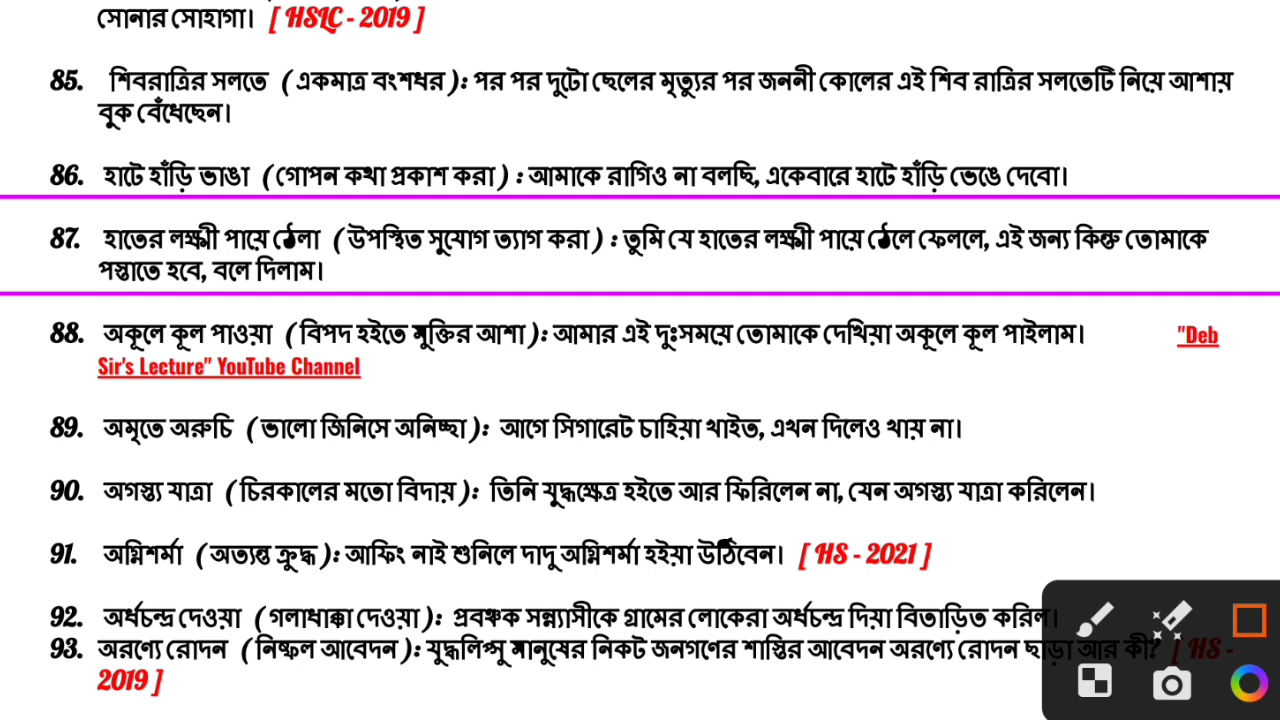 সোনার সোহাগা। [ HSLC - 2019 ]
85. শিবরাত্রির সলতে ( একমাত্র বংশধর ): পর পর দুটো ছেলের মৃত্যুর পর জননী কোলের এই শিব রাত্রির সলতেটি নিয়ে আশায়
বুক বেঁধেছেন।
86. হাটে হাঁড়ি ভাঙা ( গোপন কথা প্রকাশ করা ) : আমাকে রাগিও না বলছি, একেবারে হাটে হাঁড়ি ভেঙে দেবো।
87. হাতের লক্ষ্মী পায়ে ঠেলা ( উপস্থিত সুযোগ ত্যাগ করা ) : তুমি যে হাতের লক্ষ্মী পায়ে ঠেলে ফেললে, এই জন্য কিন্তু তোমাকে
পস্তাতে হবে, বলে দিলাম।
88. অকূলে কূল পাওয়া ( বিপদ হইতে মুক্তির আশা ): আমার এই দুঃসময়ে তোমাকে দেখিয়া অকূলে কূল পাইলাম। "Deb
Sir's Lecture" YouTube Channel
89. অমৃতে অরুচি ( ভালো জিনিসে অনিচ্ছা ): আগে সিগারেট চাহিয়া খাইত, এখন দিলেও খায় না।
90. অগস্ত্য যাত্রা ( চিরকালের মতো বিদায় ): তিনি যুদ্ধক্ষেত্র হইতে আর ফিরিলেন না, যেন অগস্ত্য যাত্রা করিলেন।
91. অগ্নিশর্মা ( অত্যন্ত ক্রুদ্ধ ): আফিং নাই শুনিলে দাদু অগ্নিশর্মা হইয়া উঠিবেন। [ HS - 2021 ]
92. অর্ধচন্দ্র দেওয়া ( গলাধাক্কা দেওয়া ): প্রবঞ্চক সন্ন্যাসীকে গ্রামের লোকেরা অর্ধচন্দ্র দিয়া বিতাড়িত করিল।
93. অরণ্যে রোদন ( নিষ্ফল আবেদন ): যুদ্ধলিপ্সু মানুষের নিকট জনগণের শাস্তির আবেদন অরণ্যে রোদন ছাড়া আর কী? [ HS -
2019 ]